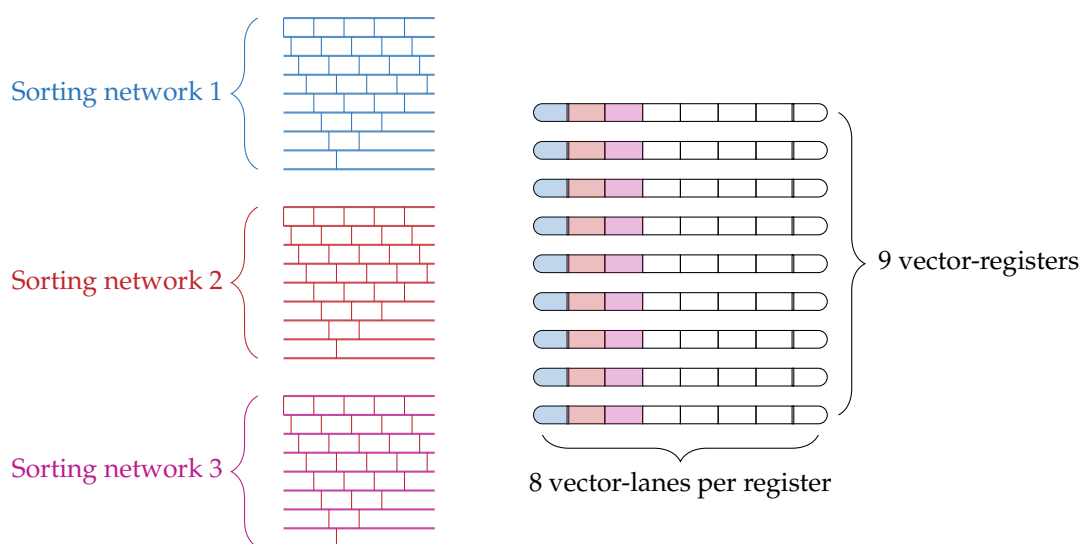 Sorting network 1
Sorting network 2
Sorting network 3
9 vector-registers
8 vector-lanes per register